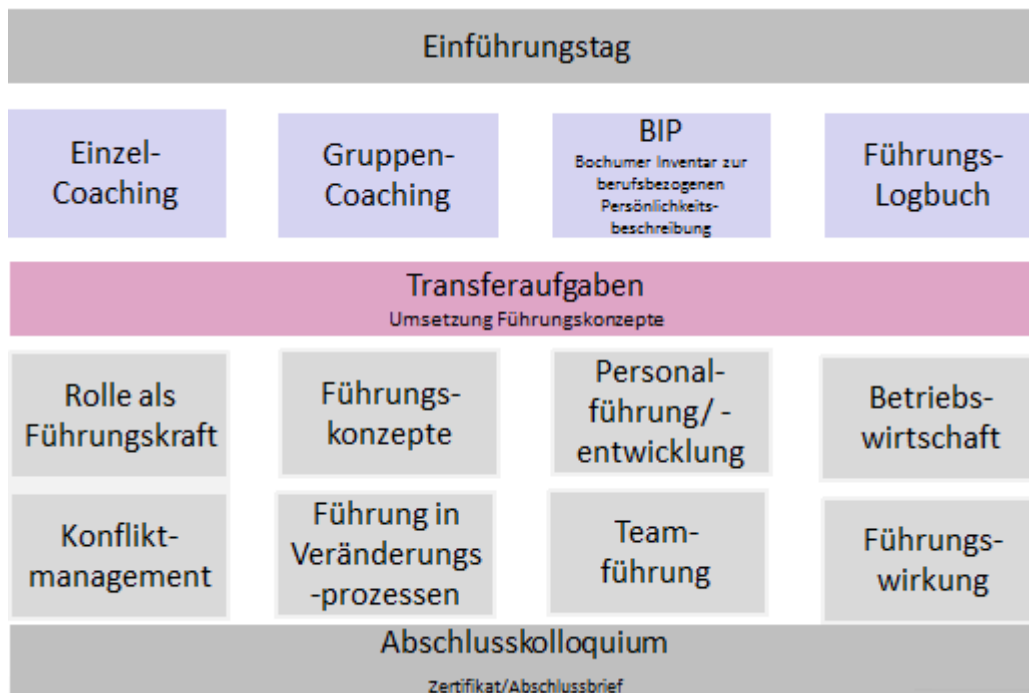 Einführungstag
Einzel-
Coaching
Gruppen-
Coaching
BIP
Bochumer Inventar zur
berufsbezogenen
Persönlichkeits-
beschreibung
Führungs-
Logbuch
Transferaufgaben
Umsetzung Führungskonzepte
Rolle als
Führungskraft
Führungs-
konzepte
Personal-
führung/ -
entwicklung
Betriebs-
wirtschaft
Konflikt-
management
Führung in
Veränderungs
-prozessen
Team-
führung
Führungs-
wirkung
Abschlusskolloquium
Zertifikat/Abschlussbrief